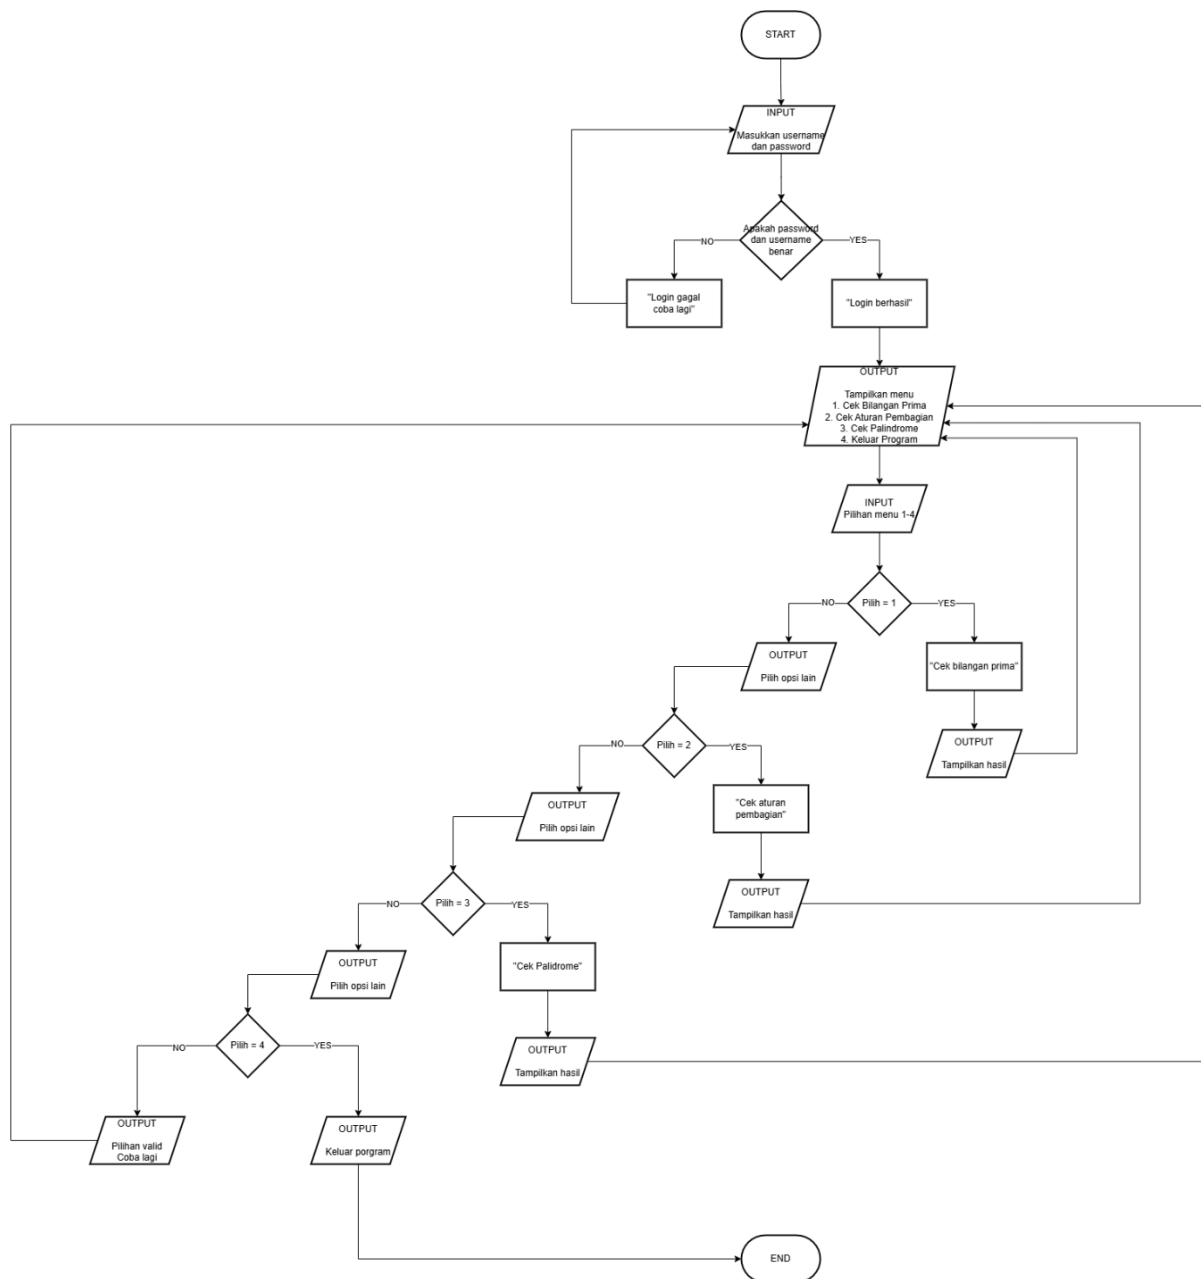 START
INPUT
Masukkan username
dan password
Apakah password
dan username
benar
NO
YES
"Login gagal
coba lagi"
"Login berhasil"
OUTPUT
Tampilkan menu
1. Cek Bilangan Prima
2. Cek Aturan Pembagian
3. Cek Palindrome
4. Keluar Program
INPUT
Pilihan menu 1-4
Pilih = 1
NO
YES
OUTPUT
Pilih opsi lain
"Cek bilangan prima"
OUTPUT
Tampilkan hasil
Pilih = 2
NO
YES
OUTPUT
Pilih opsi lain
"Cek aturan
pembagian"
OUTPUT
Tampilkan hasil
Pilih = 3
NO
YES
OUTPUT
Pilih opsi lain
"Cek Palidrome"
OUTPUT
Tampilkan hasil
Pilih = 4
NO
YES
OUTPUT
Pilihan valid
Coba lagi
OUTPUT
Keluar porgram
END